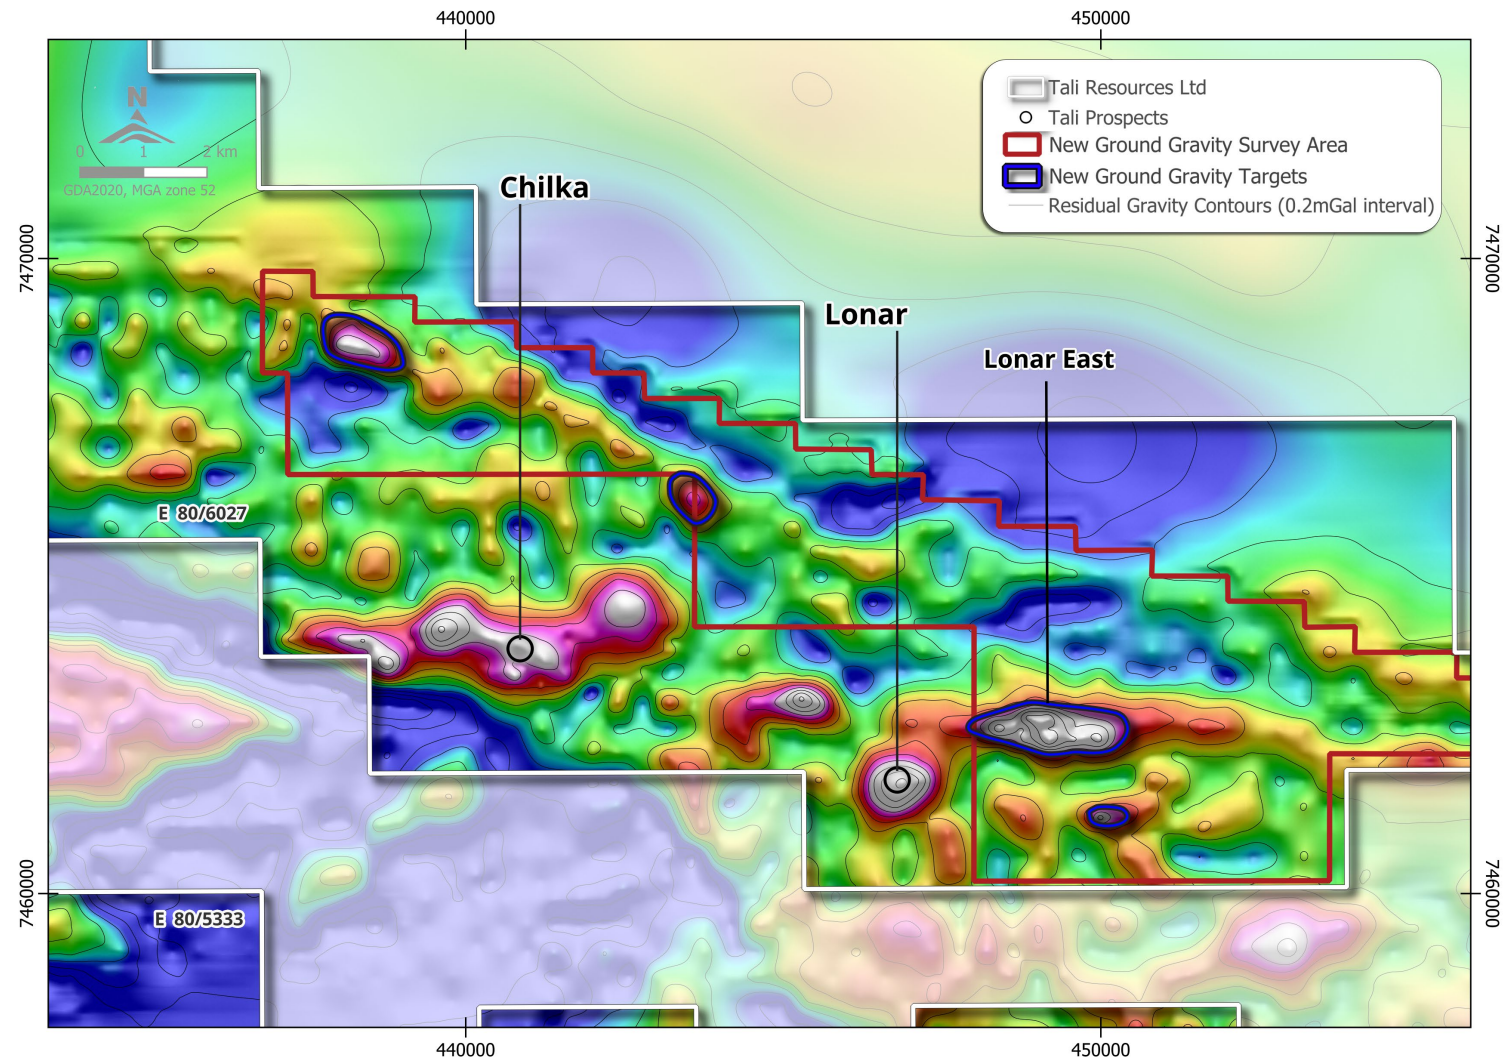 440000
450000
Tali Resources Ltd
Tali Prospects
New Ground Gravity Survey Area
New Ground Gravity Targets
Residual Gravity Contours (0.2mGal interval)
N
0 1 2 km
GDA2020, MGA zone 52
Chilka
7470000
7470000
Lonar
Lonar East
E 80/6027
7460000
7460000
E 80/5333
440000
450000